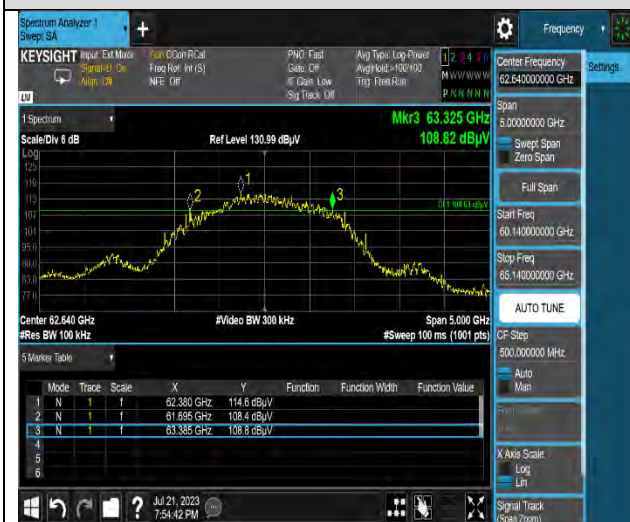 Spectrum Analyzer 1
Swept SA
+
Frequency
KEYSIGHT Input: Ext Mixer
Signal ID: On
Align: Off
Corr CCorr RCal
Freq Ref: Int (S)
NFE: Off
PNO: Fast
Gate: Off
IF Gain: Low
Sig Track: Off
Avg Type: Log-Power
Avg|Hold:>100/100
Trig: Free Run
1 2 3 4 5 6
M W W W W W
P N N N N N
LNI
Center Frequency
62.640000000 GHz
Settings
1 Spectrum
Scale/Div 6 dB
Ref Level 130.99 dBµV
Mkr3 63.325 GHz
108.82 dBµV
Span
5.00000000 GHz
Swept Span
Zero Span
Log
125
119
113
107
101
95.0
89.0
83.0
77.0
1
2
3
Full Span
Start Freq
60.140000000 GHz
Stop Freq
65.140000000 GHz
AUTO TUNE
Center 62.640 GHz
#Res BW 100 kHz
#Video BW 300 kHz
Span 5.000 GHz
#Sweep 100 ms (1001 pts)
CF Step
500.000000 MHz
Auto
Man
5 Marker Table
Mode Trace Scale X Y Function Function Width Function Value
1 N 1 f 62.380 GHz 114.6 dBµV
2 N 1 f 61.695 GHz 108.4 dBµV
3 N 1 f 63.385 GHz 108.8 dBµV
4
5
6
X Axis Scale
Log
Lin
Signal Track
(Span Zoom)
?
Jul 21, 2023
7:54:42 PM